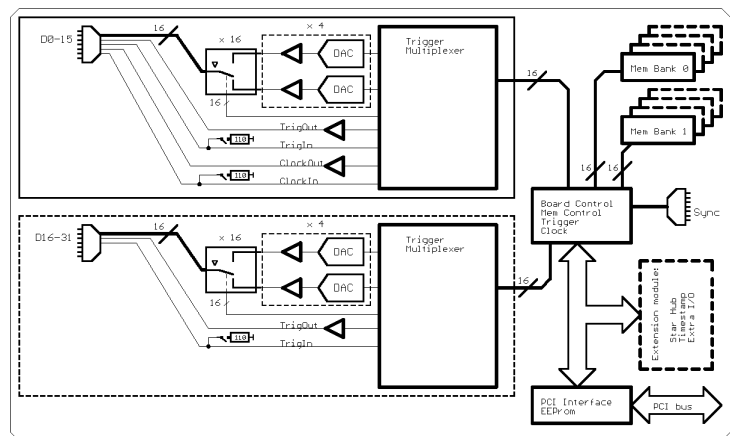 D0-15
16
× 16
× 4
DAC
DAC
16
TrigOut
110
TrigIn
ClockOut
110
ClockIn
Trigger
Multiplexer
16
Mem Bank 0
Mem Bank 1
16
16
Board Control
Mem Control
Trigger
Clock
Sync
D16-31
16
× 16
× 4
DAC
DAC
16
TrigOut
110
TrigIn
Trigger
Multiplexer
16
Extension module:
Star Hub
Timestamp
Extra I/O
PCI Interface
EEProm
PCI bus